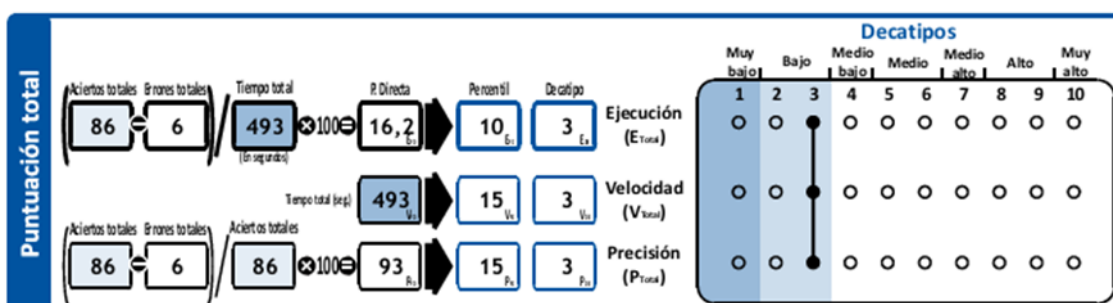 Puntuación total
Decatipos
Muy bajo Bajo Medio bajo Medio Medio alto Alto Muy alto
1 2 3 4 5 6 7 8 9 10
Aciertos totales Errores totales Tiempo total P. Directa Percentil Decatipo
86 6 493 ×100= 16,2 10 3 Ejecución
(En segundos) (E Total)
Tiempo total (seg.) 493 15 3 Velocidad
(V Total)
Aciertos totales Errores totales Aciertos totales
86 6 86 ×100= 93 15 3 Precisión
(P Total)